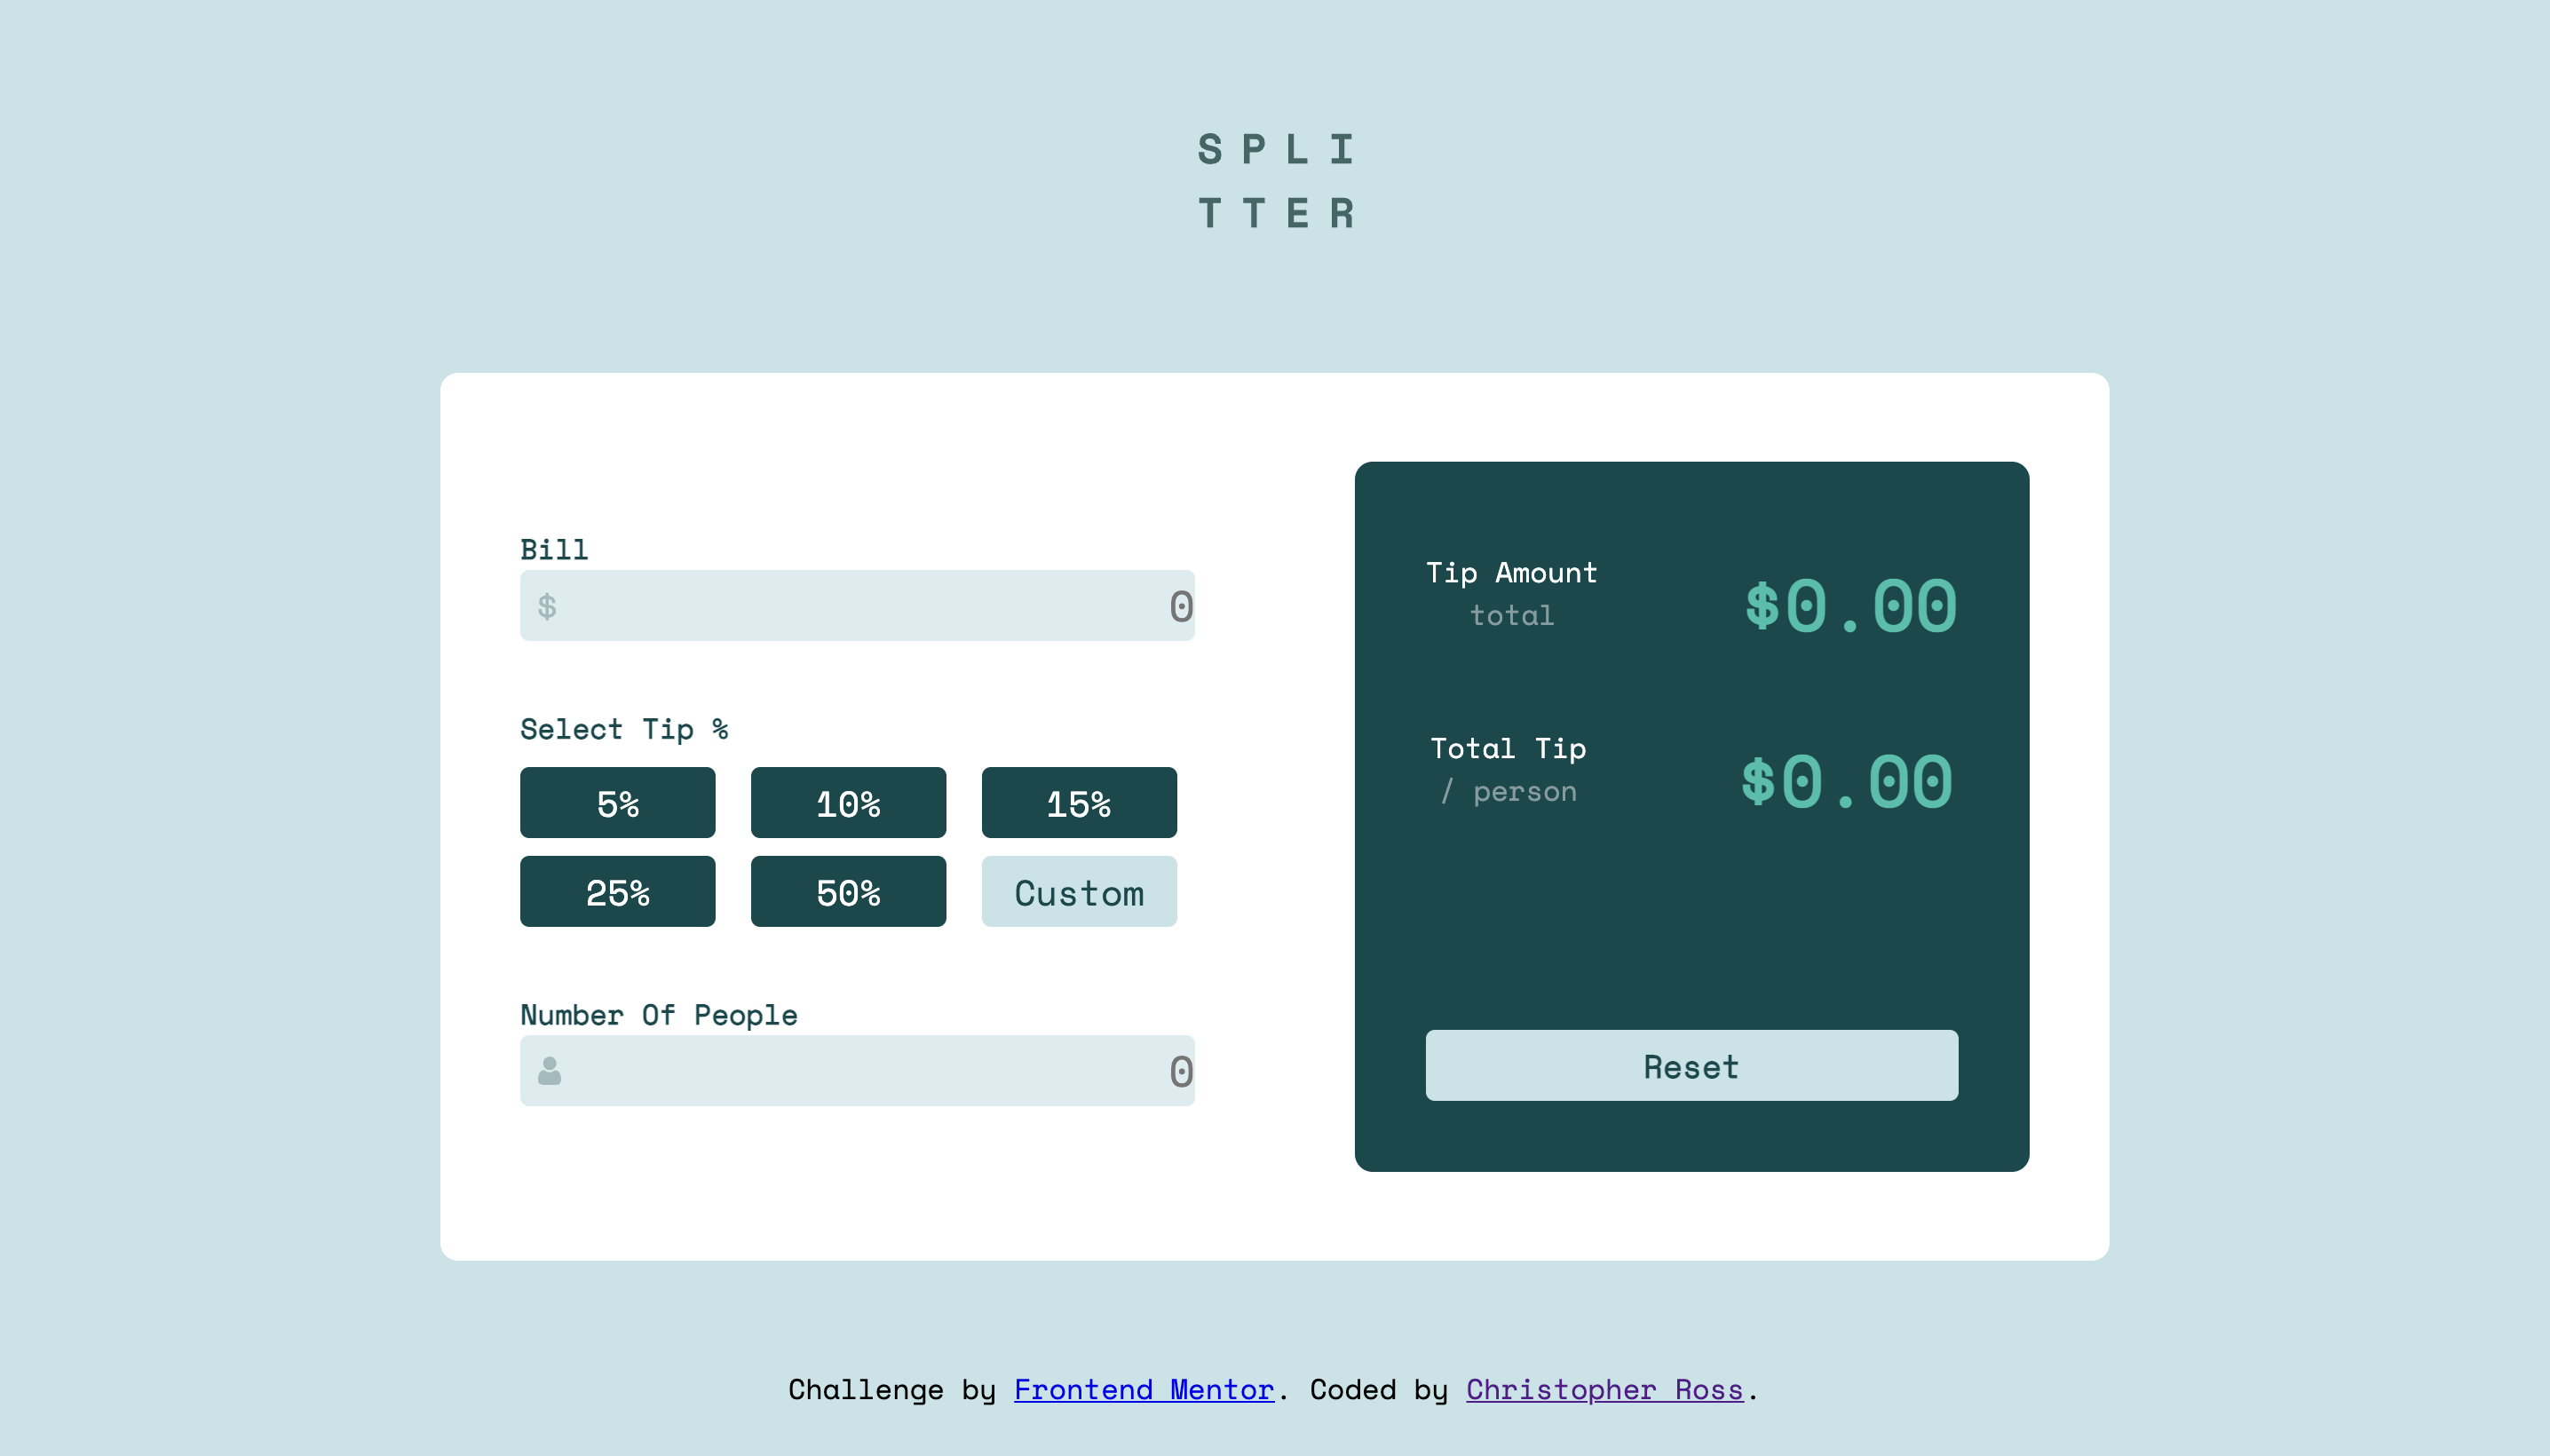 SPLI
TTER
Bill
$ 0
Select Tip %
5% 10% 15%
25% 50% Custom
Number Of People
0
Tip Amount
total
$0.00
Total Tip
/ person
$0.00
Reset
Challenge by Frontend Mentor. Coded by Christopher Ross.